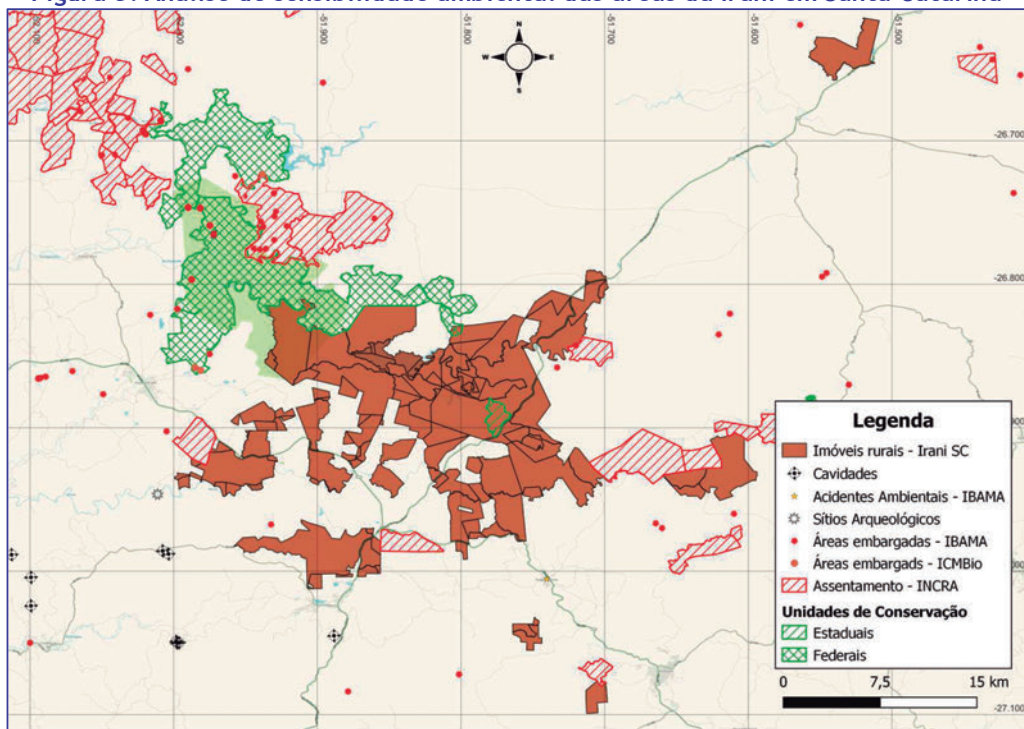 N
W E
S
-51.900
-51.800
-51.700
-51.600
-51.500
-26.700
-26.800
-27.100
Legenda
Imóveis rurais - Irani SC
Cavidades
Acidentes Ambientais - IBAMA
Sítios Arqueológicos
Áreas embargadas - IBAMA
Áreas embargads - ICMBio
Assentamento - INCRA
Unidades de Conservação
Estaduais
Federais
0 7,5 15 km